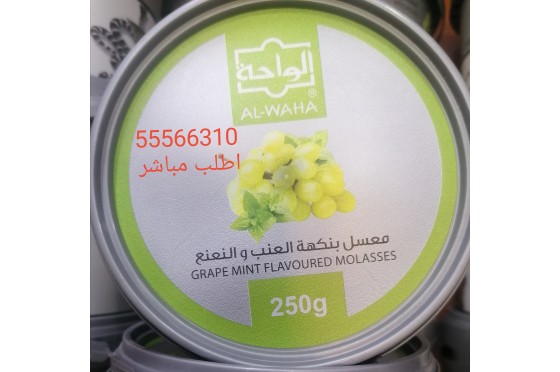 الواحة
®
AL-WAHA
55566310
اطلب مباشر
معسل بنكهة العنب و النعنع
GRAPE MINT FLAVOURED MOLASSES
250g